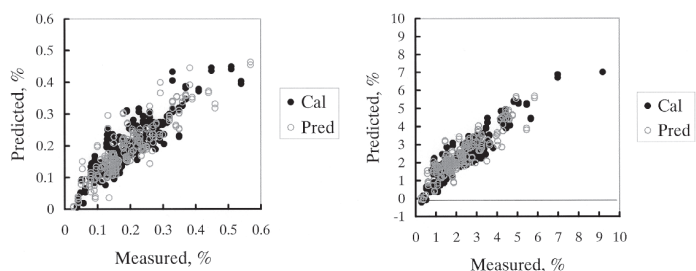 0.6
0.5
0.4
0.3
0.2
0.1
0
Predicted, %
0 0.1 0.2 0.3 0.4 0.5 0.6
Measured, %
Cal
Pred
10
9
8
7
6
5
4
3
2
1
0
-1
Predicted, %
0 1 2 3 4 5 6 7 8 9 10
Measured, %
Cal
Pred